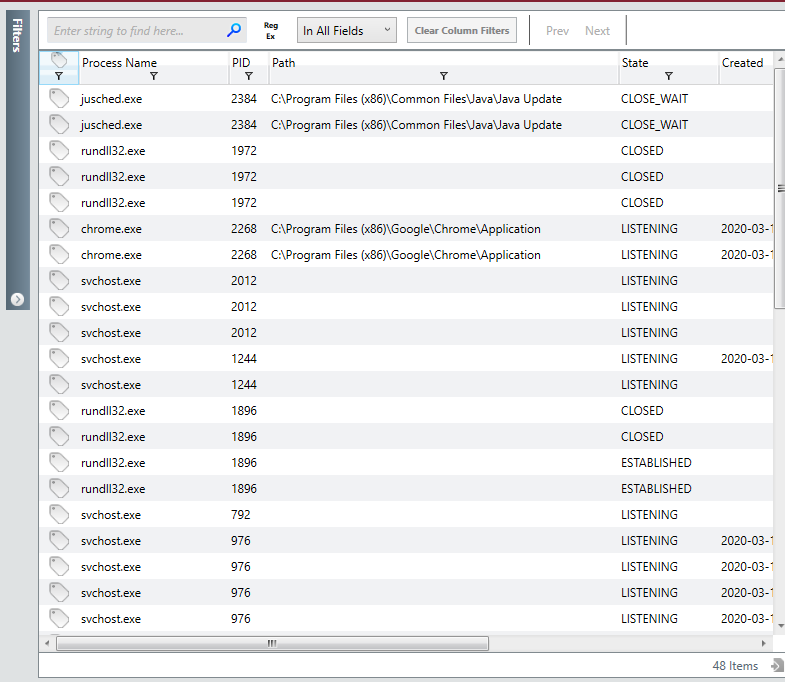 Filters
Enter string to find here... Reg Ex In All Fields Clear Column Filters Prev Next
Process Name PID Path State Created
jusched.exe 2384 C:\Program Files (x86)\Common Files\Java\Java Update CLOSE_WAIT
jusched.exe 2384 C:\Program Files (x86)\Common Files\Java\Java Update CLOSE_WAIT
rundll32.exe 1972 CLOSED
rundll32.exe 1972 CLOSED
rundll32.exe 1972 CLOSED
chrome.exe 2268 C:\Program Files (x86)\Google\Chrome\Application LISTENING 2020-03-1
chrome.exe 2268 C:\Program Files (x86)\Google\Chrome\Application LISTENING 2020-03-1
svchost.exe 2012 LISTENING
svchost.exe 2012 LISTENING
svchost.exe 2012 LISTENING
svchost.exe 1244 LISTENING 2020-03-1
svchost.exe 1244 LISTENING
rundll32.exe 1896 CLOSED
rundll32.exe 1896 CLOSED
rundll32.exe 1896 ESTABLISHED
rundll32.exe 1896 ESTABLISHED
svchost.exe 792 LISTENING
svchost.exe 976 LISTENING 2020-03-1
svchost.exe 976 LISTENING 2020-03-1
svchost.exe 976 LISTENING 2020-03-1
svchost.exe 976 LISTENING 2020-03-1
48 Items